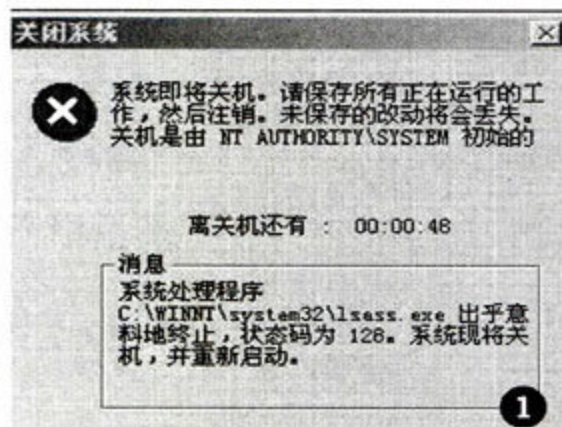 关闭系统
系统即将关机。请保存所有正在运行的工
作，然后注销。未保存的改动将会丢失。
关机是由 NT AUTHORITY\SYSTEM 初始的
离关机还有 : 00:00:48
消息
系统处理程序
C:\WINNT\system32\lsass.exe 出乎意
料地终止，状态码为 128。系统现将关
机，并重新启动。
1